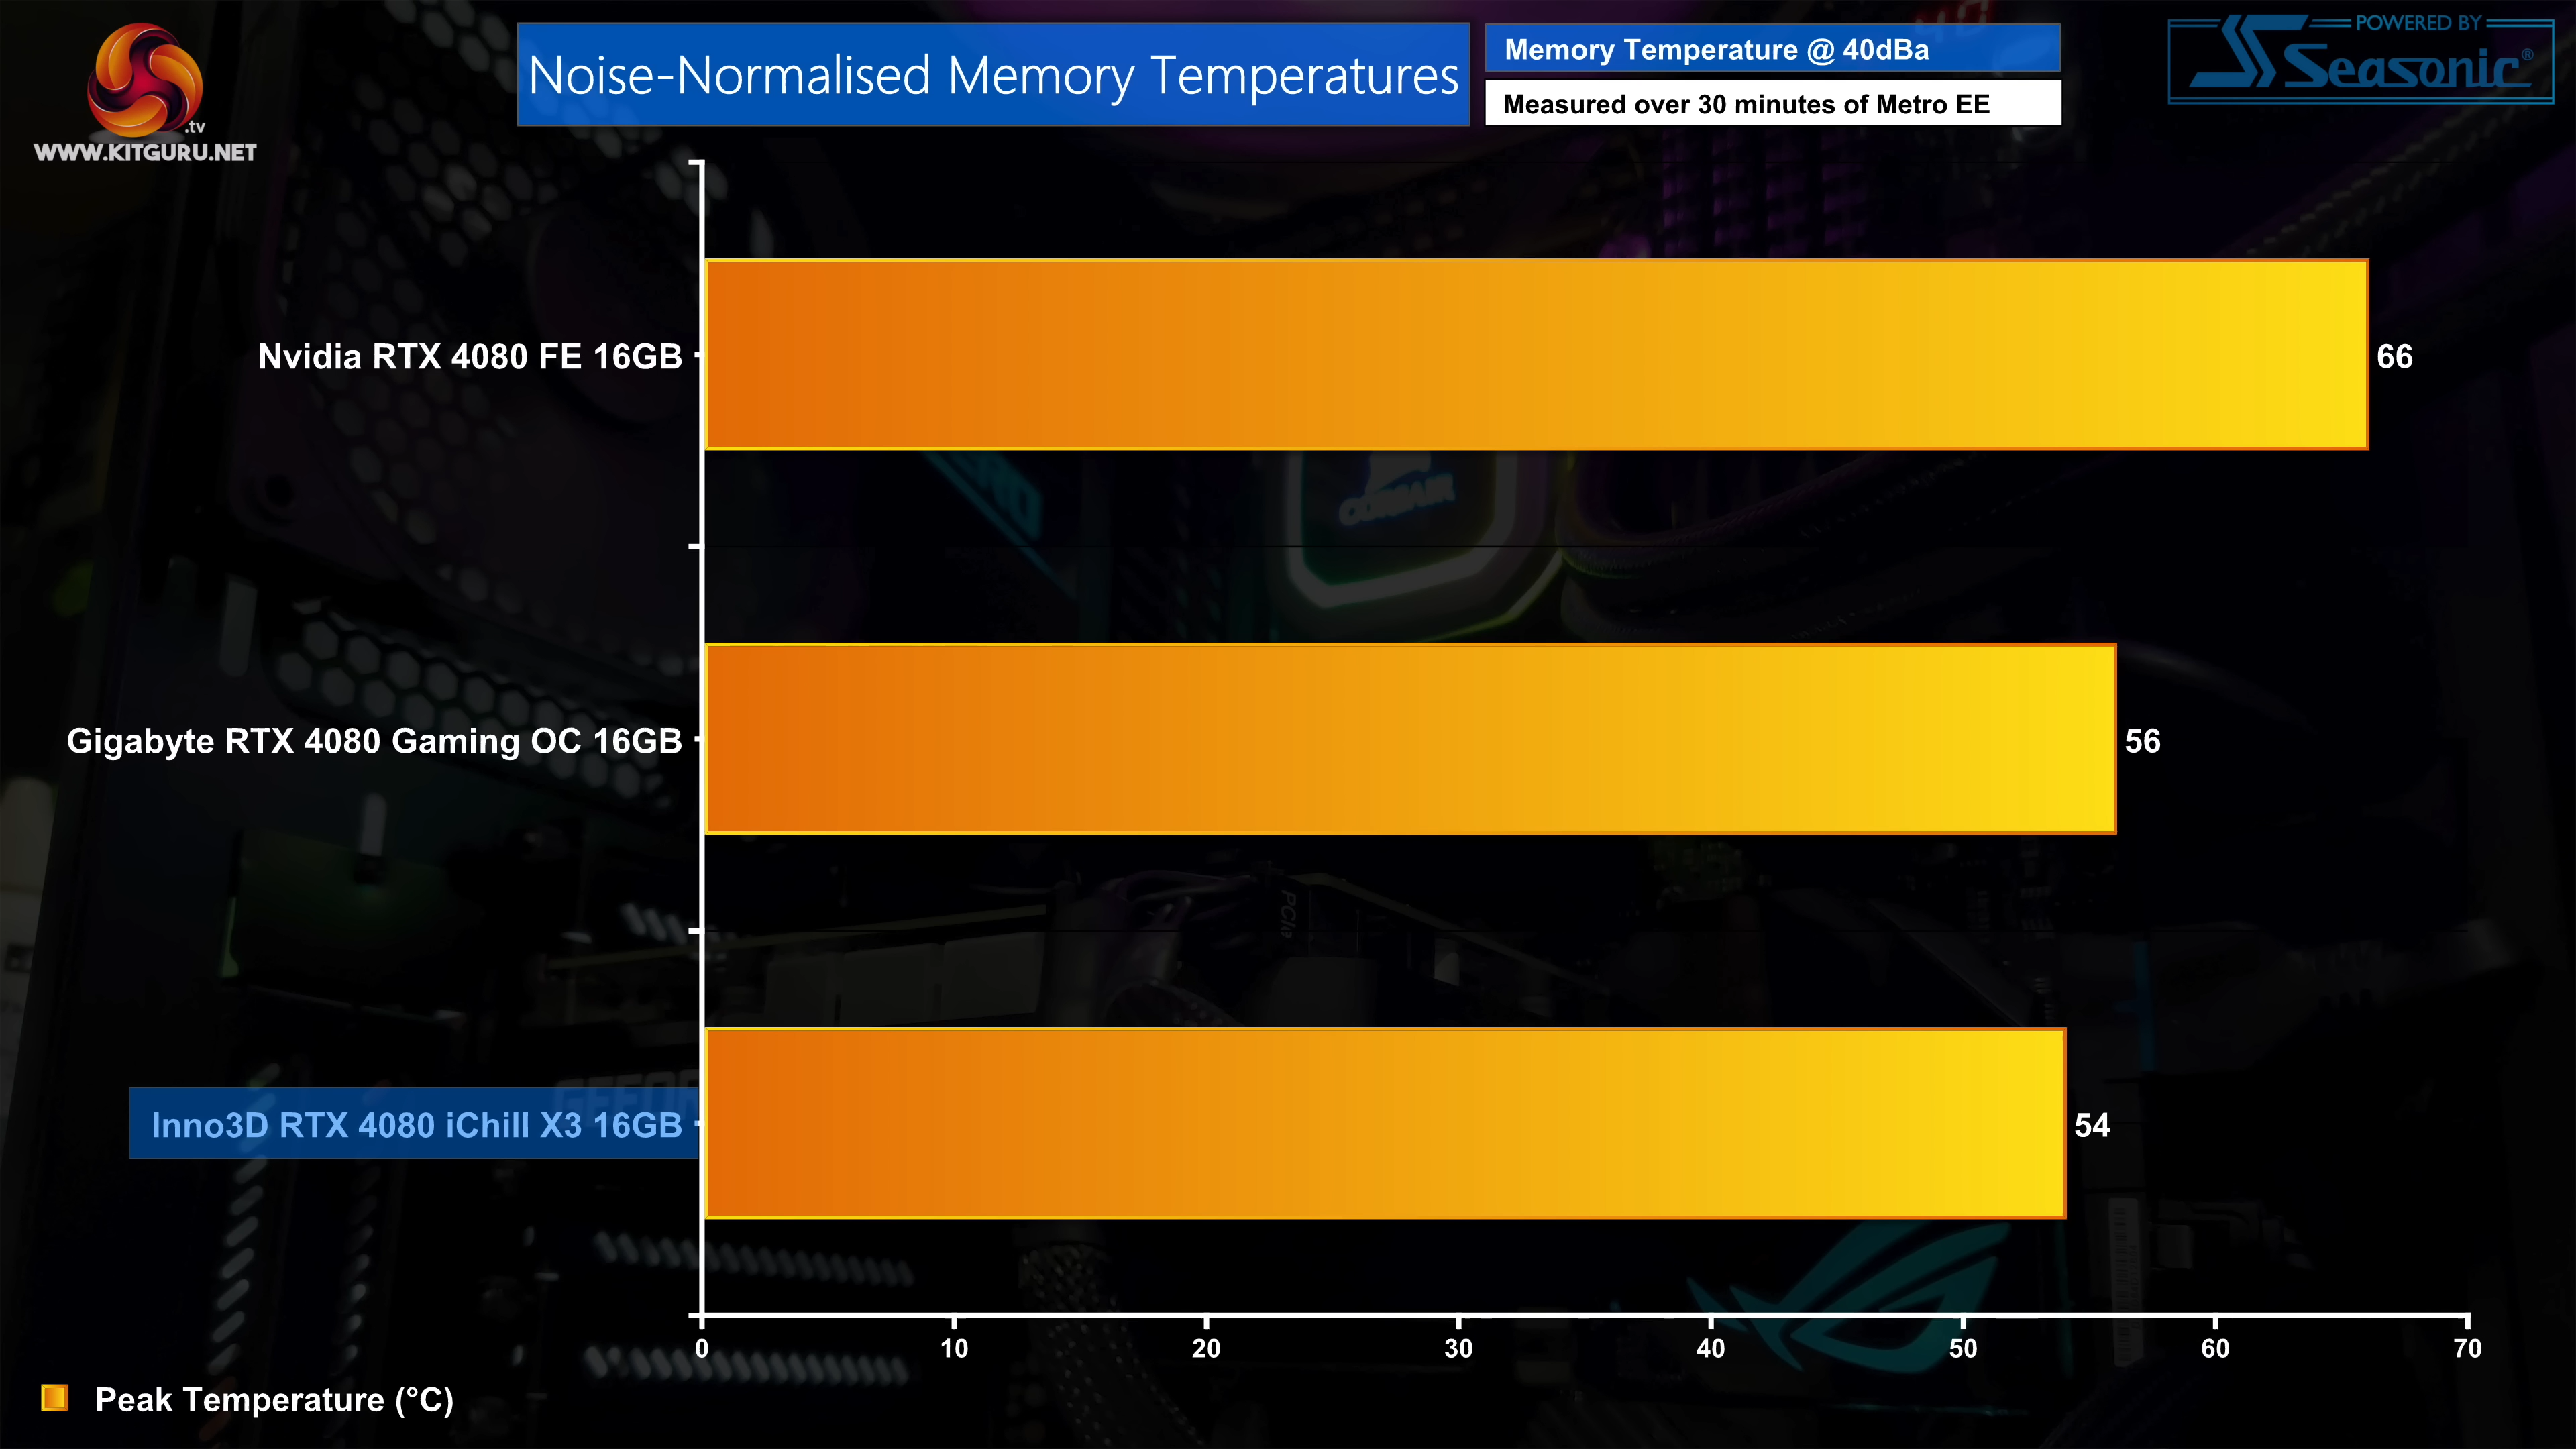 .tv
WWW.KITGURU.NET
Noise-Normalised Memory Temperatures
Memory Temperature @ 40dBa
Measured over 30 minutes of Metro EE
POWERED BY
Seasonic®
Nvidia RTX 4080 FE 16GB
66
CORSAIR
Gigabyte RTX 4080 Gaming OC 16GB
56
PCIe
Inno3D RTX 4080 iChill X3 16GB
54
0 10 20 30 40 50 60 70
Peak Temperature (°C)